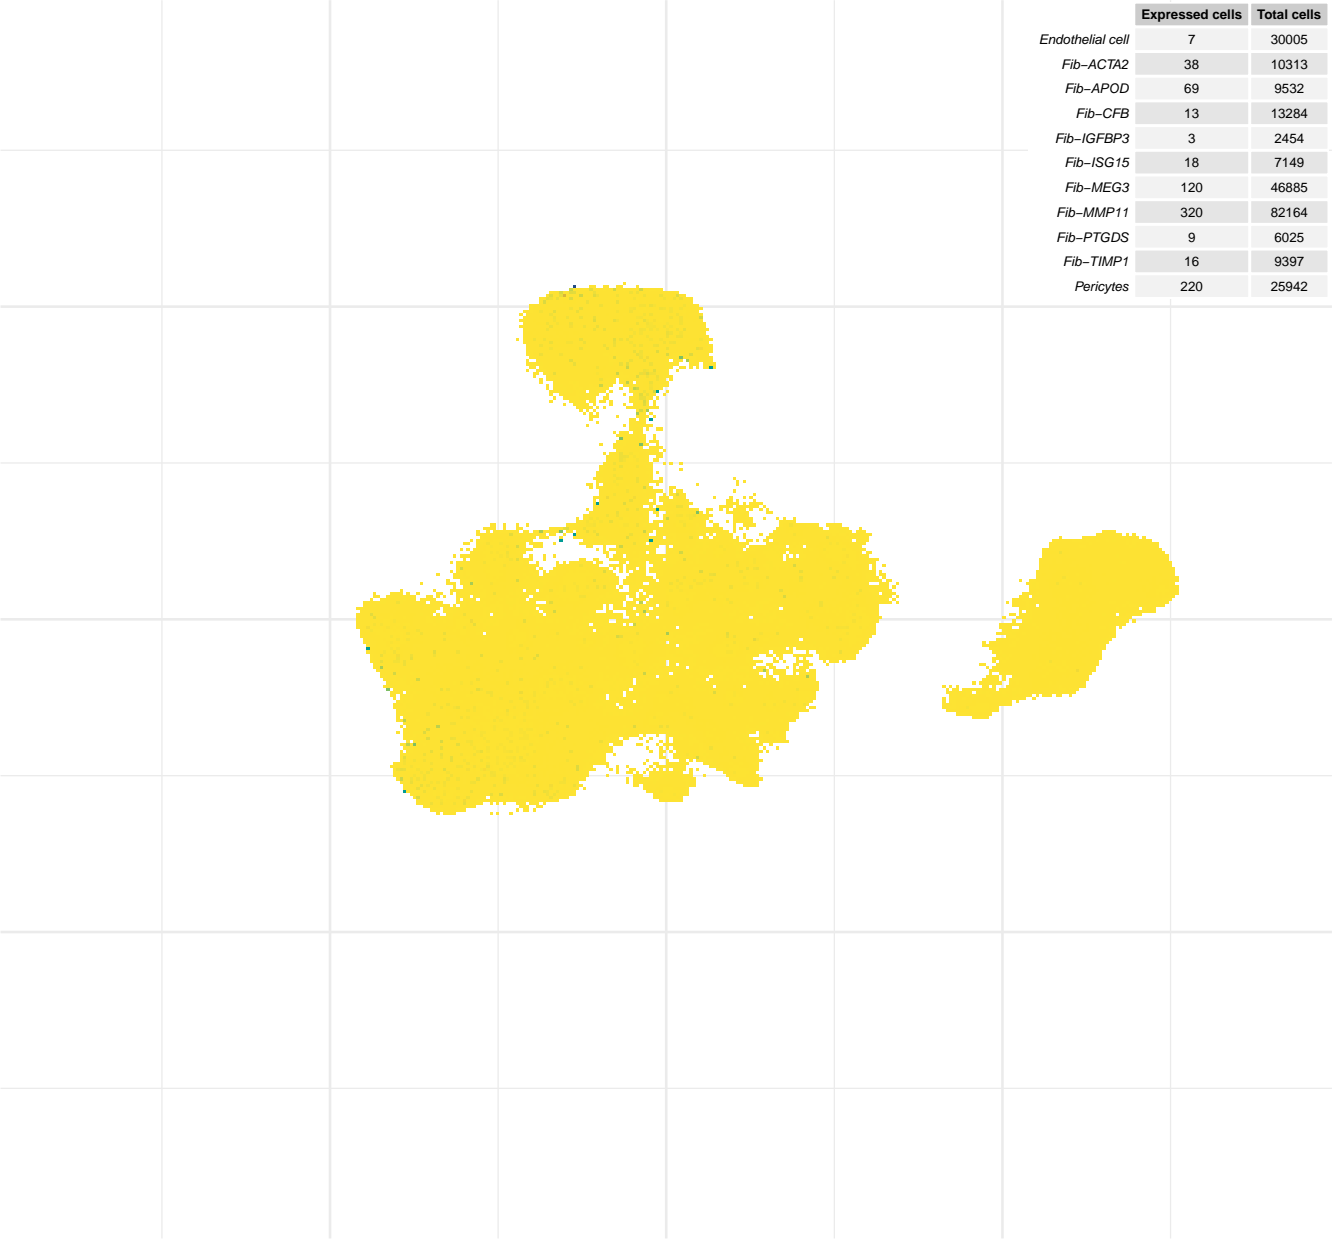 Expressed cells Total cells
Endothelial cell 7 30005
Fib−ACTA2 38 10313
Fib−APOD 69 9532
Fib−CFB 13 13284
Fib−IGFBP3 3 2454
Fib−ISG15 18 7149
Fib−MEG3 120 46885
Fib−MMP11 320 82164
Fib−PTGDS 9 6025
Fib−TIMP1 16 9397
Pericytes 220 25942